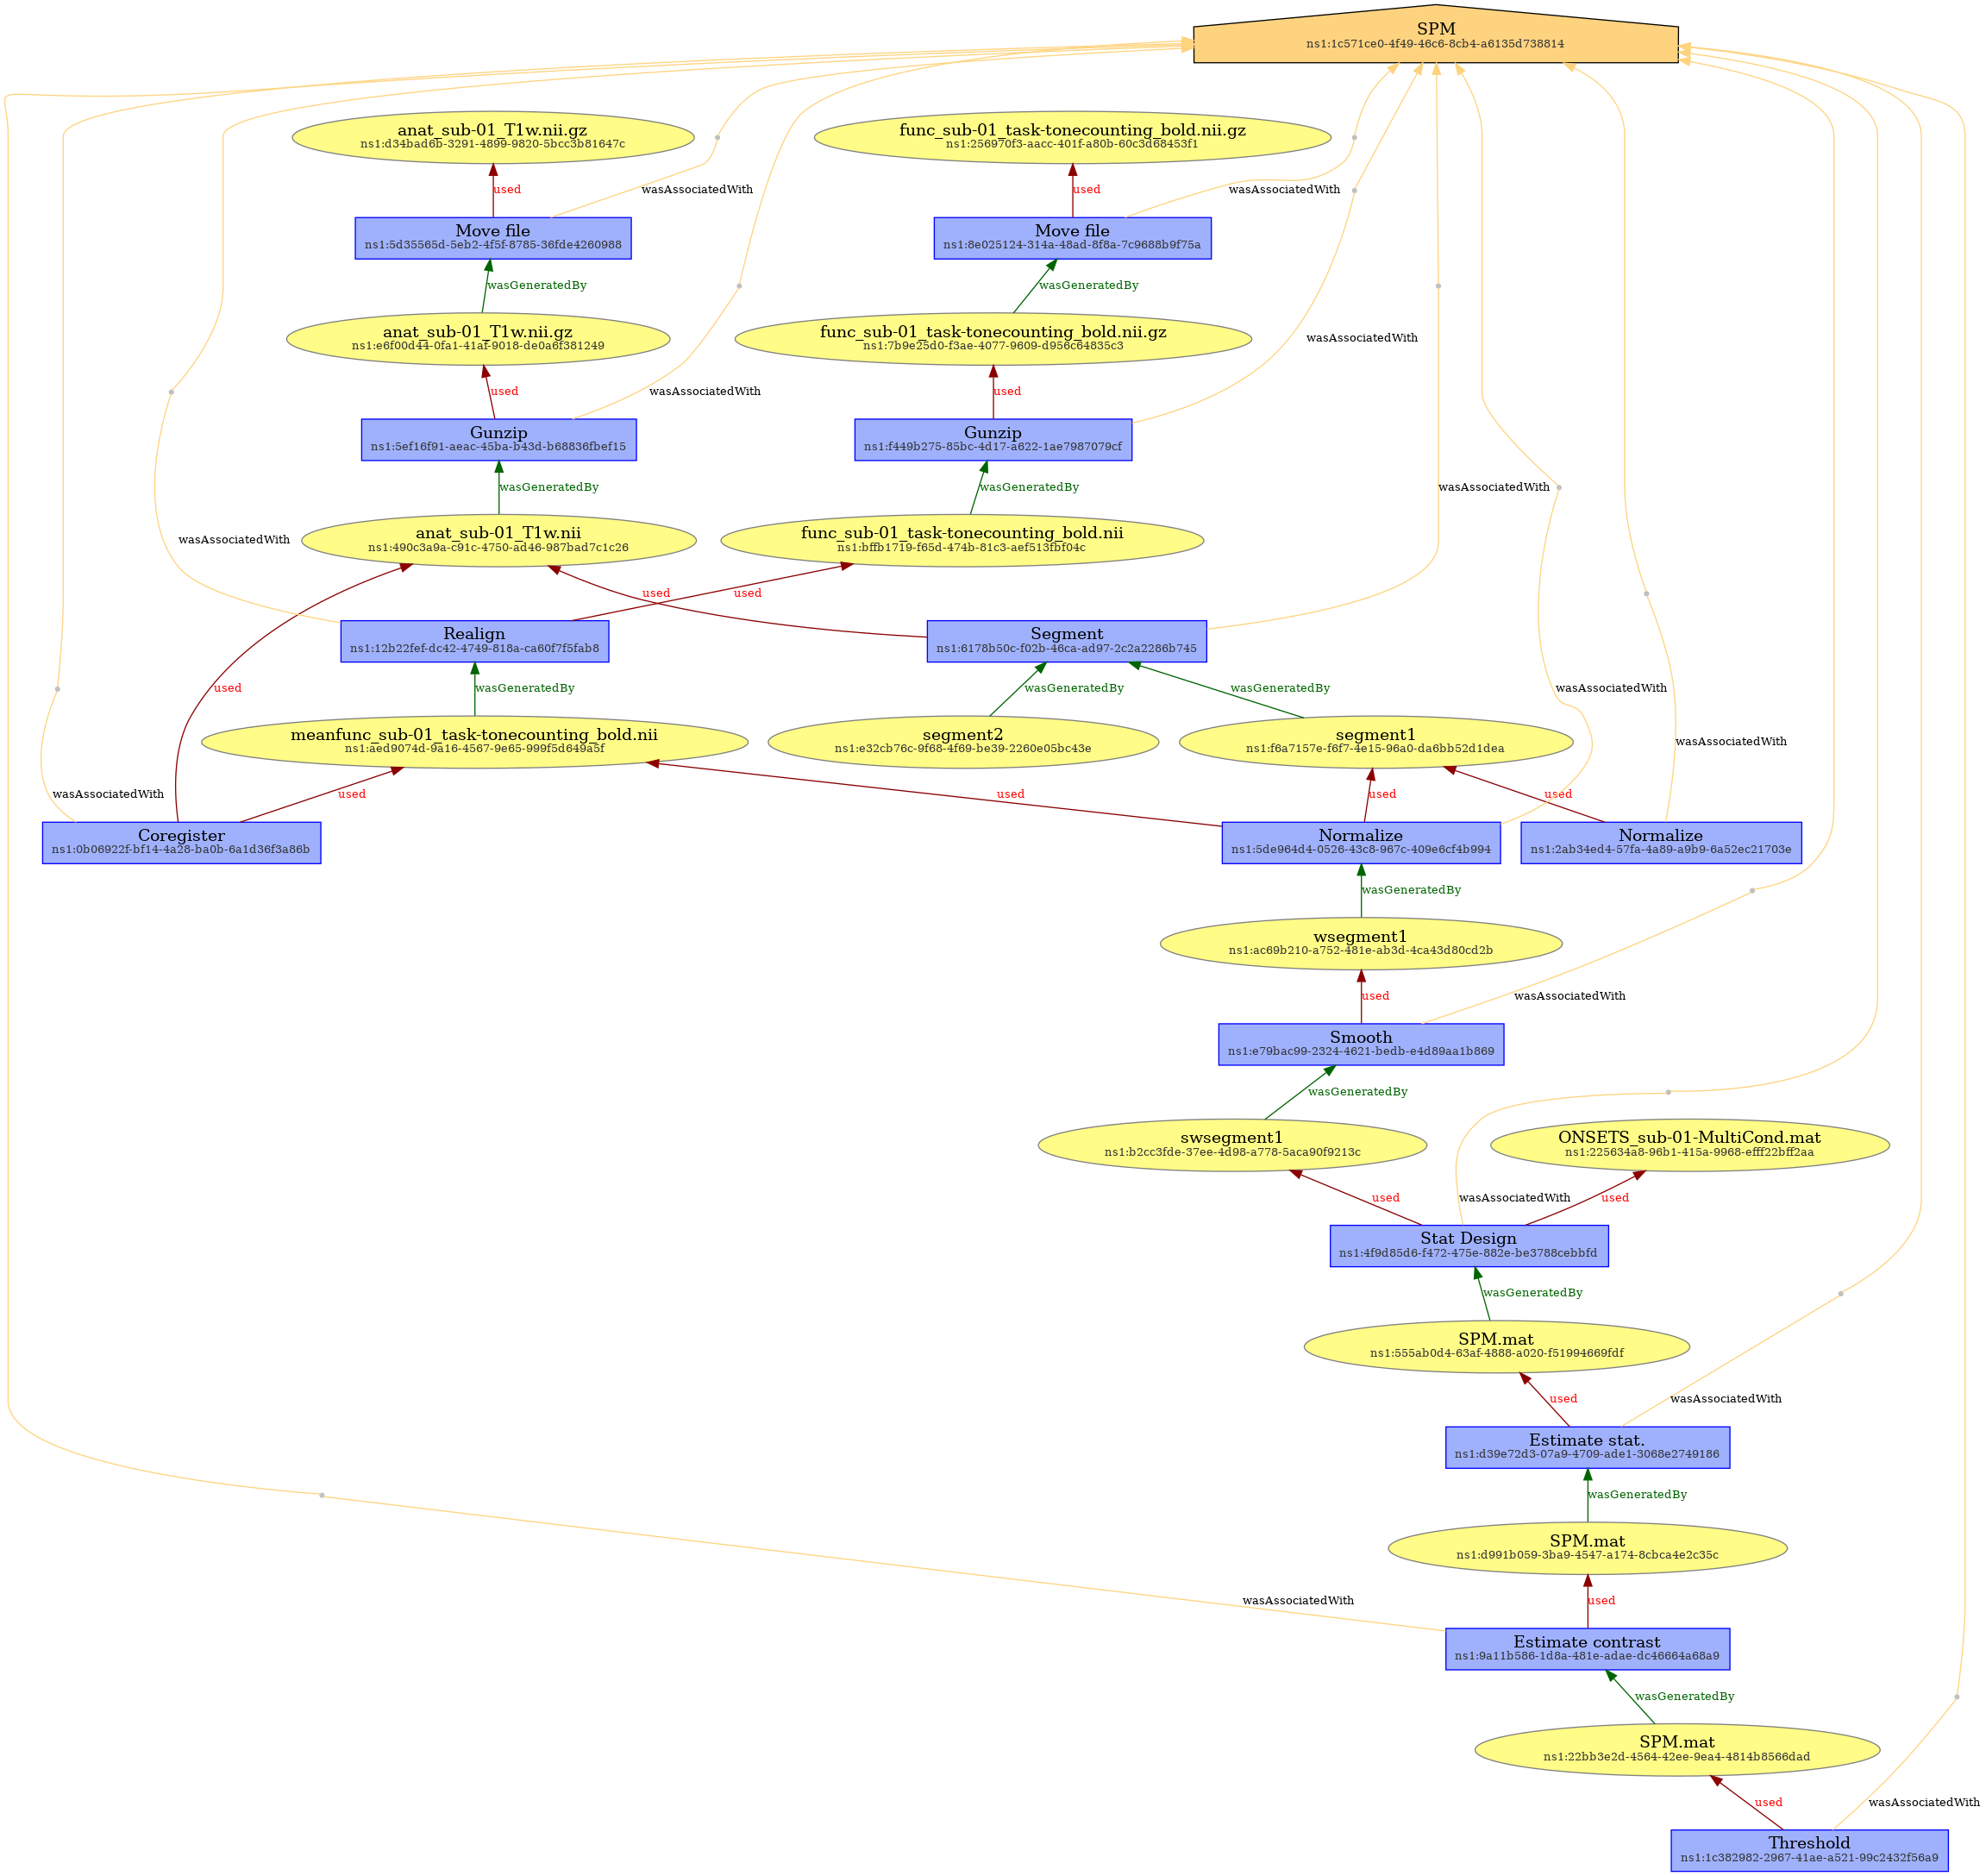 SPM
ns1:1c571ce0-4f49-46c6-8cb4-a6135d738814
anat_sub-01_T1w.nii.gz
ns1:d34bad6b-3291-4899-9820-5bcc3b81647c
func_sub-01_task-tonecounting_bold.nii.gz
ns1:256970f3-aacc-401f-a80b-60c3d68453f1
used
wasAssociatedWith
used
wasAssociatedWith
Move file
ns1:5d35565d-5eb2-4f5f-8785-36fde4260988
Move file
ns1:8e025124-314a-48ad-8f8a-7c9688b9f75a
wasGeneratedBy
wasGeneratedBy
anat_sub-01_T1w.nii.gz
ns1:e6f00d44-0fa1-41af-9018-de0a6f381249
func_sub-01_task-tonecounting_bold.nii.gz
ns1:7b9e25d0-f3ae-4077-9609-d956c64835c3
wasAssociatedWith
used
wasAssociatedWith
used
Gunzip
ns1:5ef16f91-aeac-45ba-b43d-b68836fbef15
Gunzip
ns1:f449b275-85bc-4d17-a622-1ae7987079cf
wasGeneratedBy
wasGeneratedBy
wasAssociatedWith
wasAssociatedWith
anat_sub-01_T1w.nii
ns1:490c3a9a-c91c-4750-ad46-987bad7c1c26
func_sub-01_task-tonecounting_bold.nii
ns1:bffb1719-f65d-474b-81c3-aef513fbf04c
used
used
Realign
ns1:12b22fef-dc42-4749-818a-ca60f7f5fab8
Segment
ns1:6178b50c-f02b-46ca-ad97-2c2a2286b745
used
wasGeneratedBy
wasGeneratedBy
wasGeneratedBy
wasAssociatedWith
meanfunc_sub-01_task-tonecounting_bold.nii
ns1:aed9074d-9a16-4567-9e65-999f5d649a5f
segment2
ns1:e32cb76c-9f68-4f69-be39-2260e05bc43e
segment1
ns1:f6a7157e-f6f7-4e15-96a0-da6bb52d1dea
wasAssociatedWith
wasAssociatedWith
used
used
used
used
Coregister
ns1:0b06922f-bf14-4a28-ba0b-6a1d36f3a86b
Normalize
ns1:5de964d4-0526-43c8-967c-409e6cf4b994
Normalize
ns1:2ab34ed4-57fa-4a89-a9b9-6a52ec21703e
wasGeneratedBy
wsegment1
ns1:ac69b210-a752-481e-ab3d-4ca43d80cd2b
used
wasAssociatedWith
Smooth
ns1:e79bac99-2324-4621-bedb-e4d89aa1b869
wasGeneratedBy
swsegment1
ns1:b2cc3fde-37ee-4d98-a778-5aca90f9213c
ONSETS_sub-01-MultiCond.mat
ns1:225634a8-96b1-415a-9968-efff22bff2aa
used
wasAssociatedWith
used
Stat Design
ns1:4f9d85d6-f472-475e-882e-be3788cebbfd
wasGeneratedBy
SPM.mat
ns1:555ab0d4-63af-4888-a020-f51994669fdf
used
wasAssociatedWith
Estimate stat.
ns1:d39e72d3-07a9-4709-ade1-3068e2749186
wasGeneratedBy
SPM.mat
ns1:d991b059-3ba9-4547-a174-8cbca4e2c35c
wasAssociatedWith
used
Estimate contrast
ns1:9a11b586-1d8a-481e-adae-dc46664a68a9
wasGeneratedBy
SPM.mat
ns1:22bb3e2d-4564-42ee-9ea4-4814b8566dad
used
wasAssociatedWith
Threshold
ns1:1c382982-2967-41ae-a521-99c2432f56a9